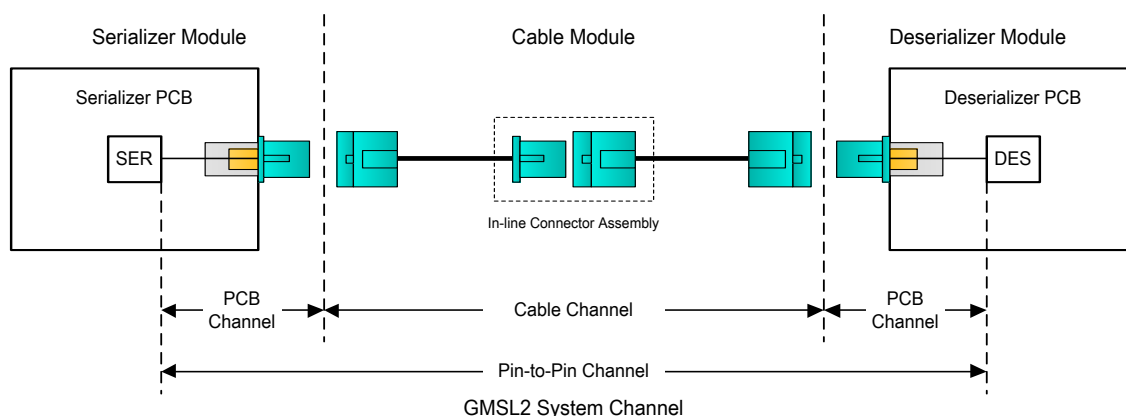 Serializer Module
Cable Module
Deserializer Module
Serializer PCB
Deserializer PCB
SER
DES
In-line Connector Assembly
PCB
Channel
Cable Channel
PCB
Channel
Pin-to-Pin Channel
GMSL2 System Channel